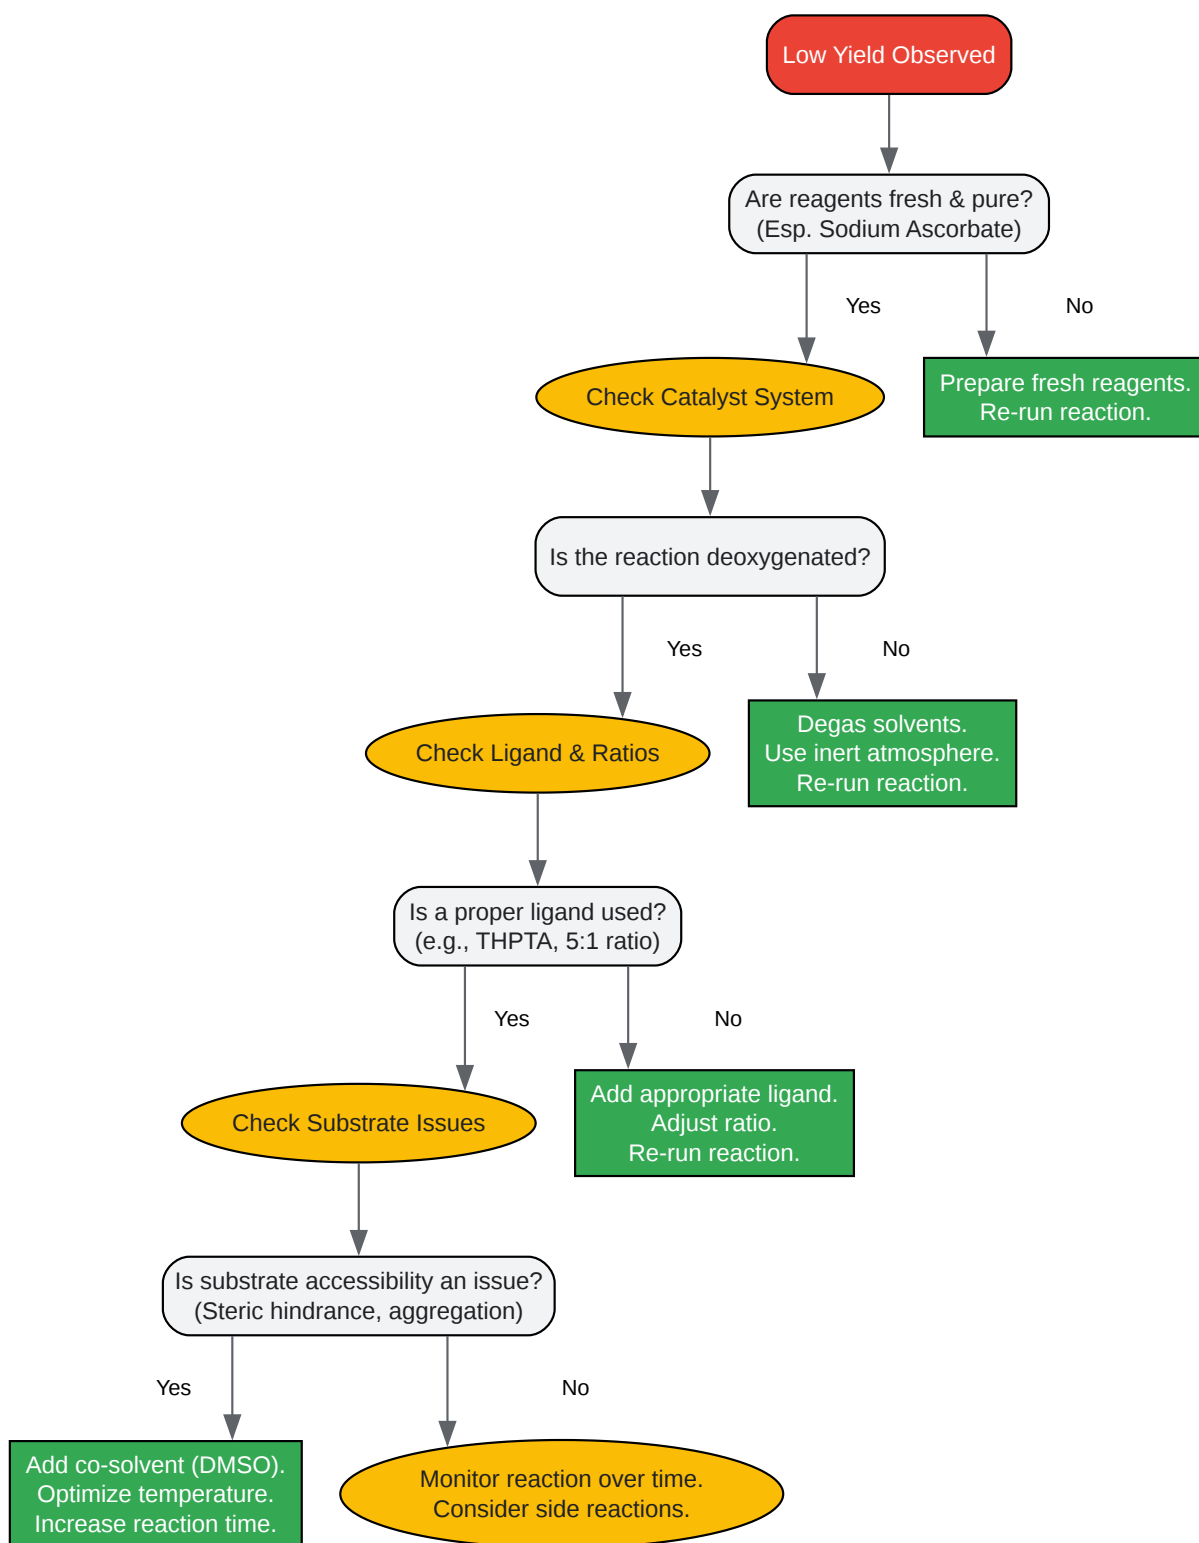 Low Yield Observed
Are reagents fresh & pure?
(Esp. Sodium Ascorbate)
Yes
No
Check Catalyst System
Prepare fresh reagents.
Re-run reaction.
Is the reaction deoxygenated?
Yes
No
Check Ligand & Ratios
Degas solvents.
Use inert atmosphere.
Re-run reaction.
Is a proper ligand used?
(e.g., THPTA, 5:1 ratio)
Yes
No
Check Substrate Issues
Add appropriate ligand.
Adjust ratio.
Re-run reaction.
Is substrate accessibility an issue?
(Steric hindrance, aggregation)
Yes
No
Add co-solvent (DMSO).
Optimize temperature.
Increase reaction time.
Monitor reaction over time.
Consider side reactions.